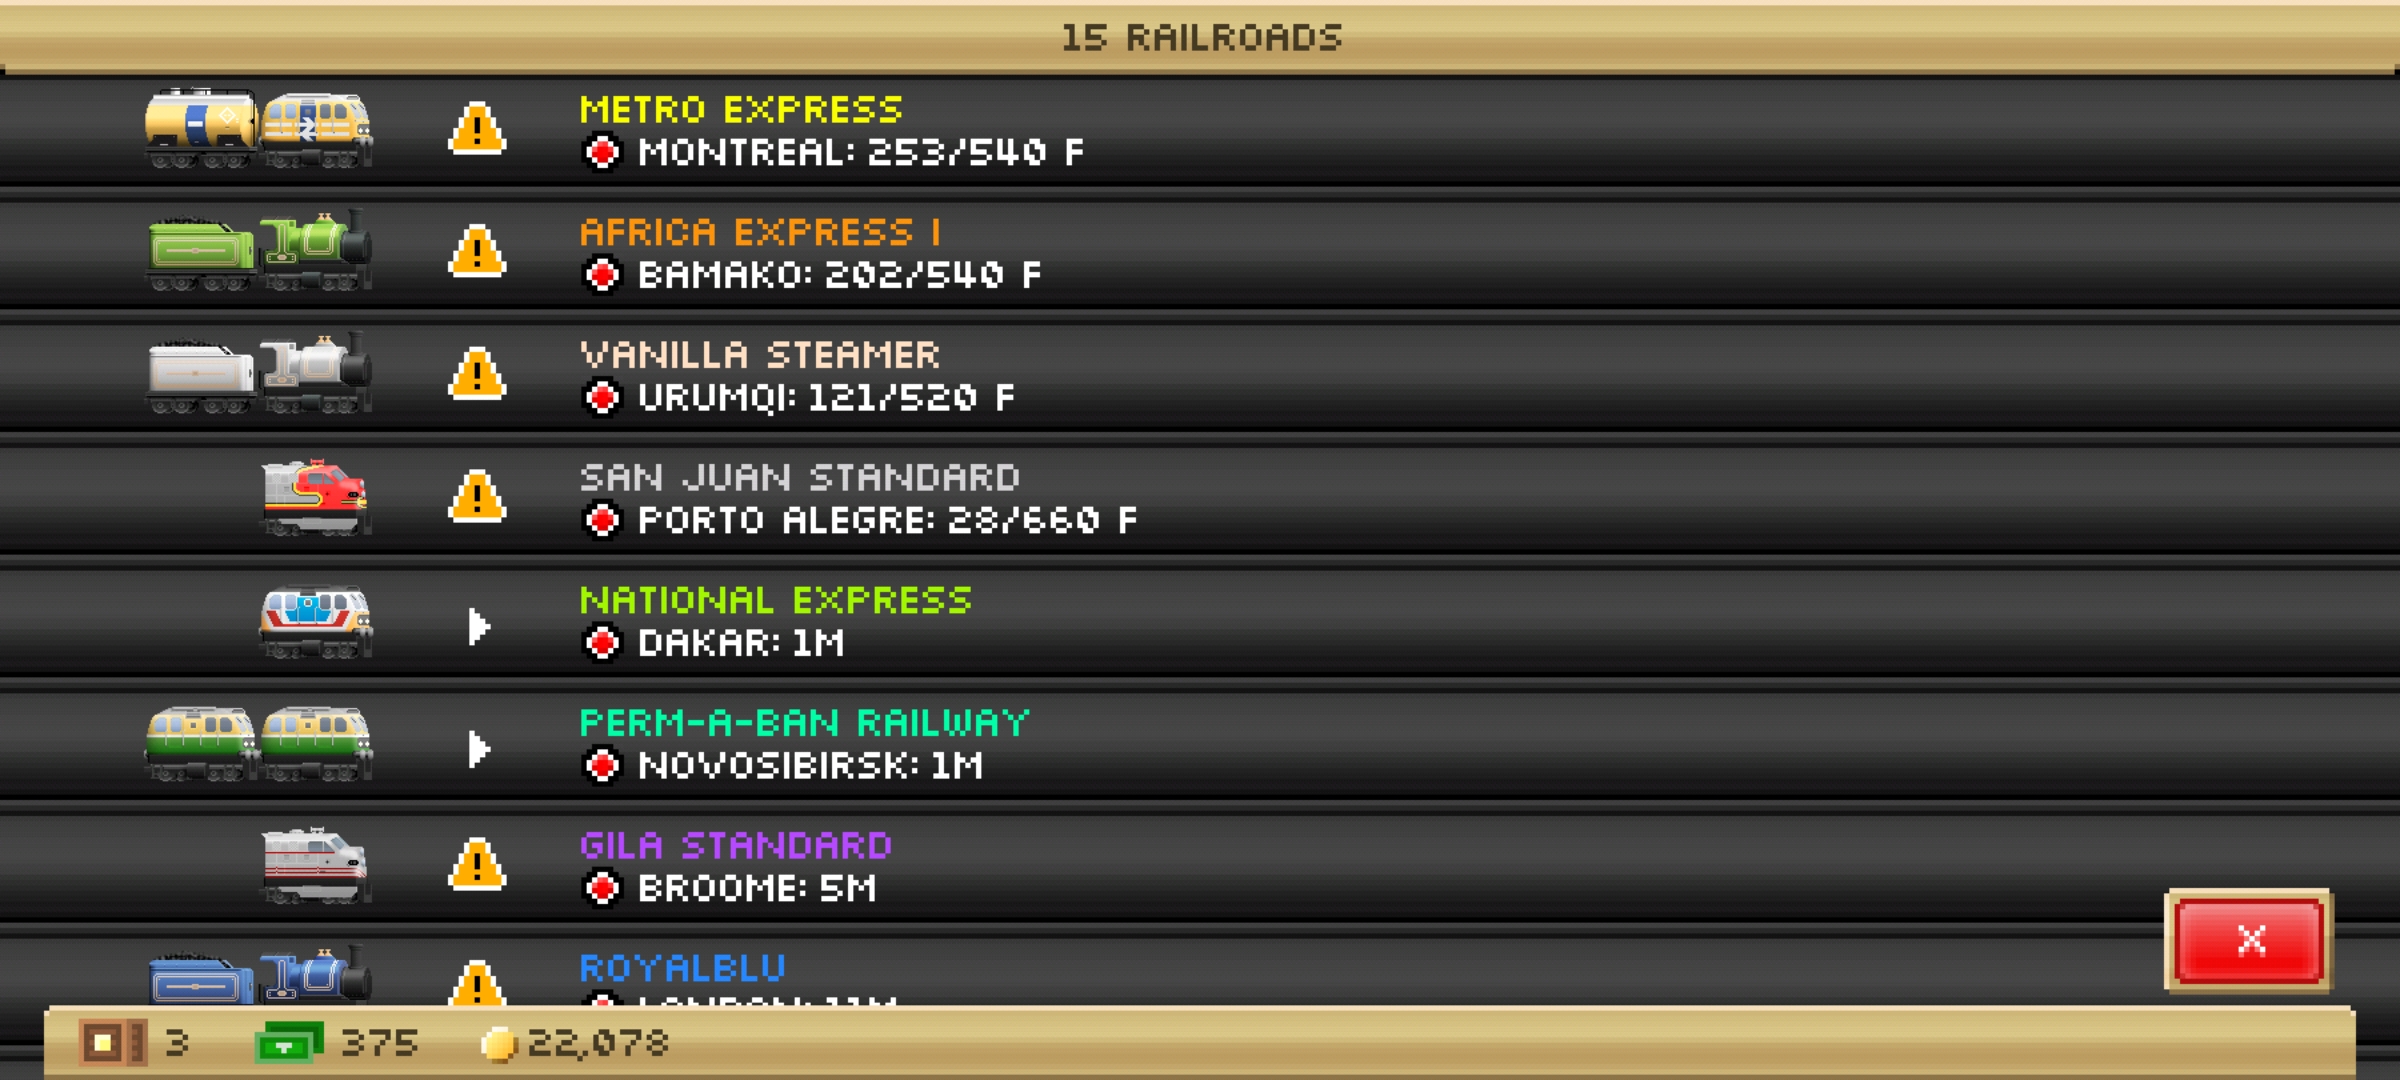 15 RAILROADS
METRO EXPRESS
MONTREAL: 253/540 F
AFRICA EXPRESS I
BAMAKO: 202/540 F
VANILLA STEAMER
URUMQI: 121/520 F
SAN JUAN STANDARD
PORTO ALEGRE: 28/660 F
NATIONAL EXPRESS
DAKAR: 1M
PERM-A-BAN RAILWAY
NOVOSIBIRSK: 1M
GILA STANDARD
BROOME: 5M
X
ROYALBLU
LONDON: 11M
3 375 22,078